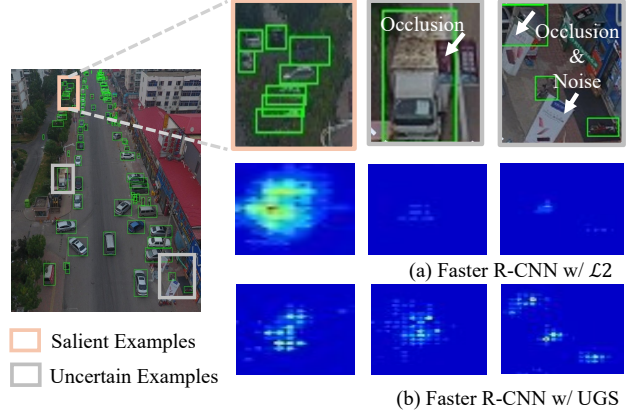 Occlusion
Occlusion
&
Noise
(a) Faster R-CNN w/ ℒ2
Salient Examples
Uncertain Examples
(b) Faster R-CNN w/ UGS